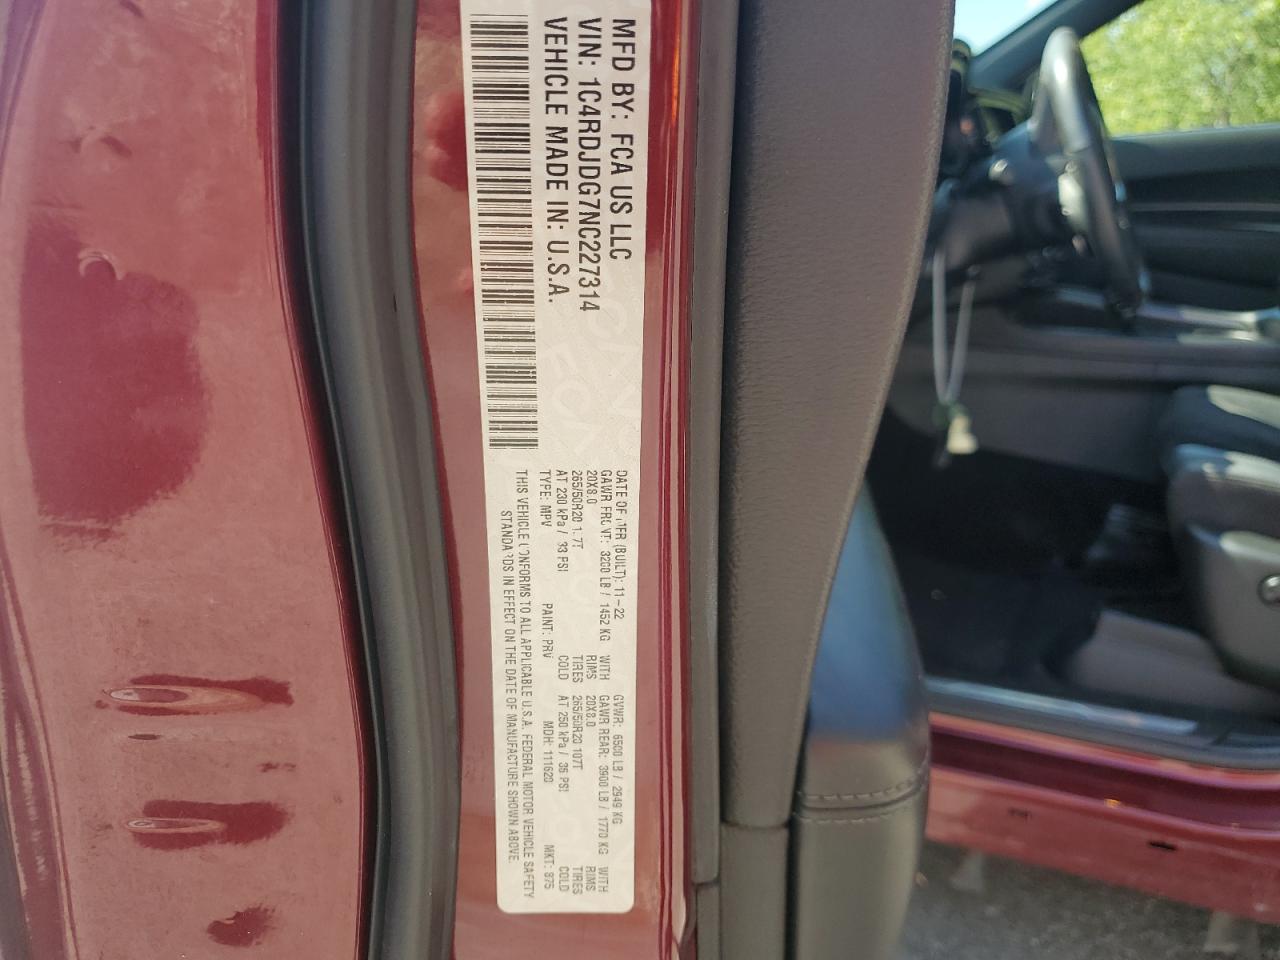 MFD BY: FCA US LLC
VIN: 1C4RDJDG7NC227314
VEHICLE MADE IN: U.S.A.
DATE OF MFR (BUILT): 11-22 GVWR: 6500 LB / 2949 KG
GAWR FRONT: 3200 LB / 1452 KG WITH GAWR REAR: 3900 LB / 1770 KG WITH
20X8.0 RIMS 20X8.0 RIMS
265/50R20 107T TIRES 265/50R20 107T TIRES
AT 230 kPa / 33 PSI COLD AT 250 kPa / 36 PSI COLD
TYPE: MPV PAINT: PRV MDH: 111620 MKT: 875
THIS VEHICLE CONFORMS TO ALL APPLICABLE U.S.A. FEDERAL MOTOR VEHICLE SAFETY
STANDARDS IN EFFECT ON THE DATE OF MANUFACTURE SHOWN ABOVE.
FCA